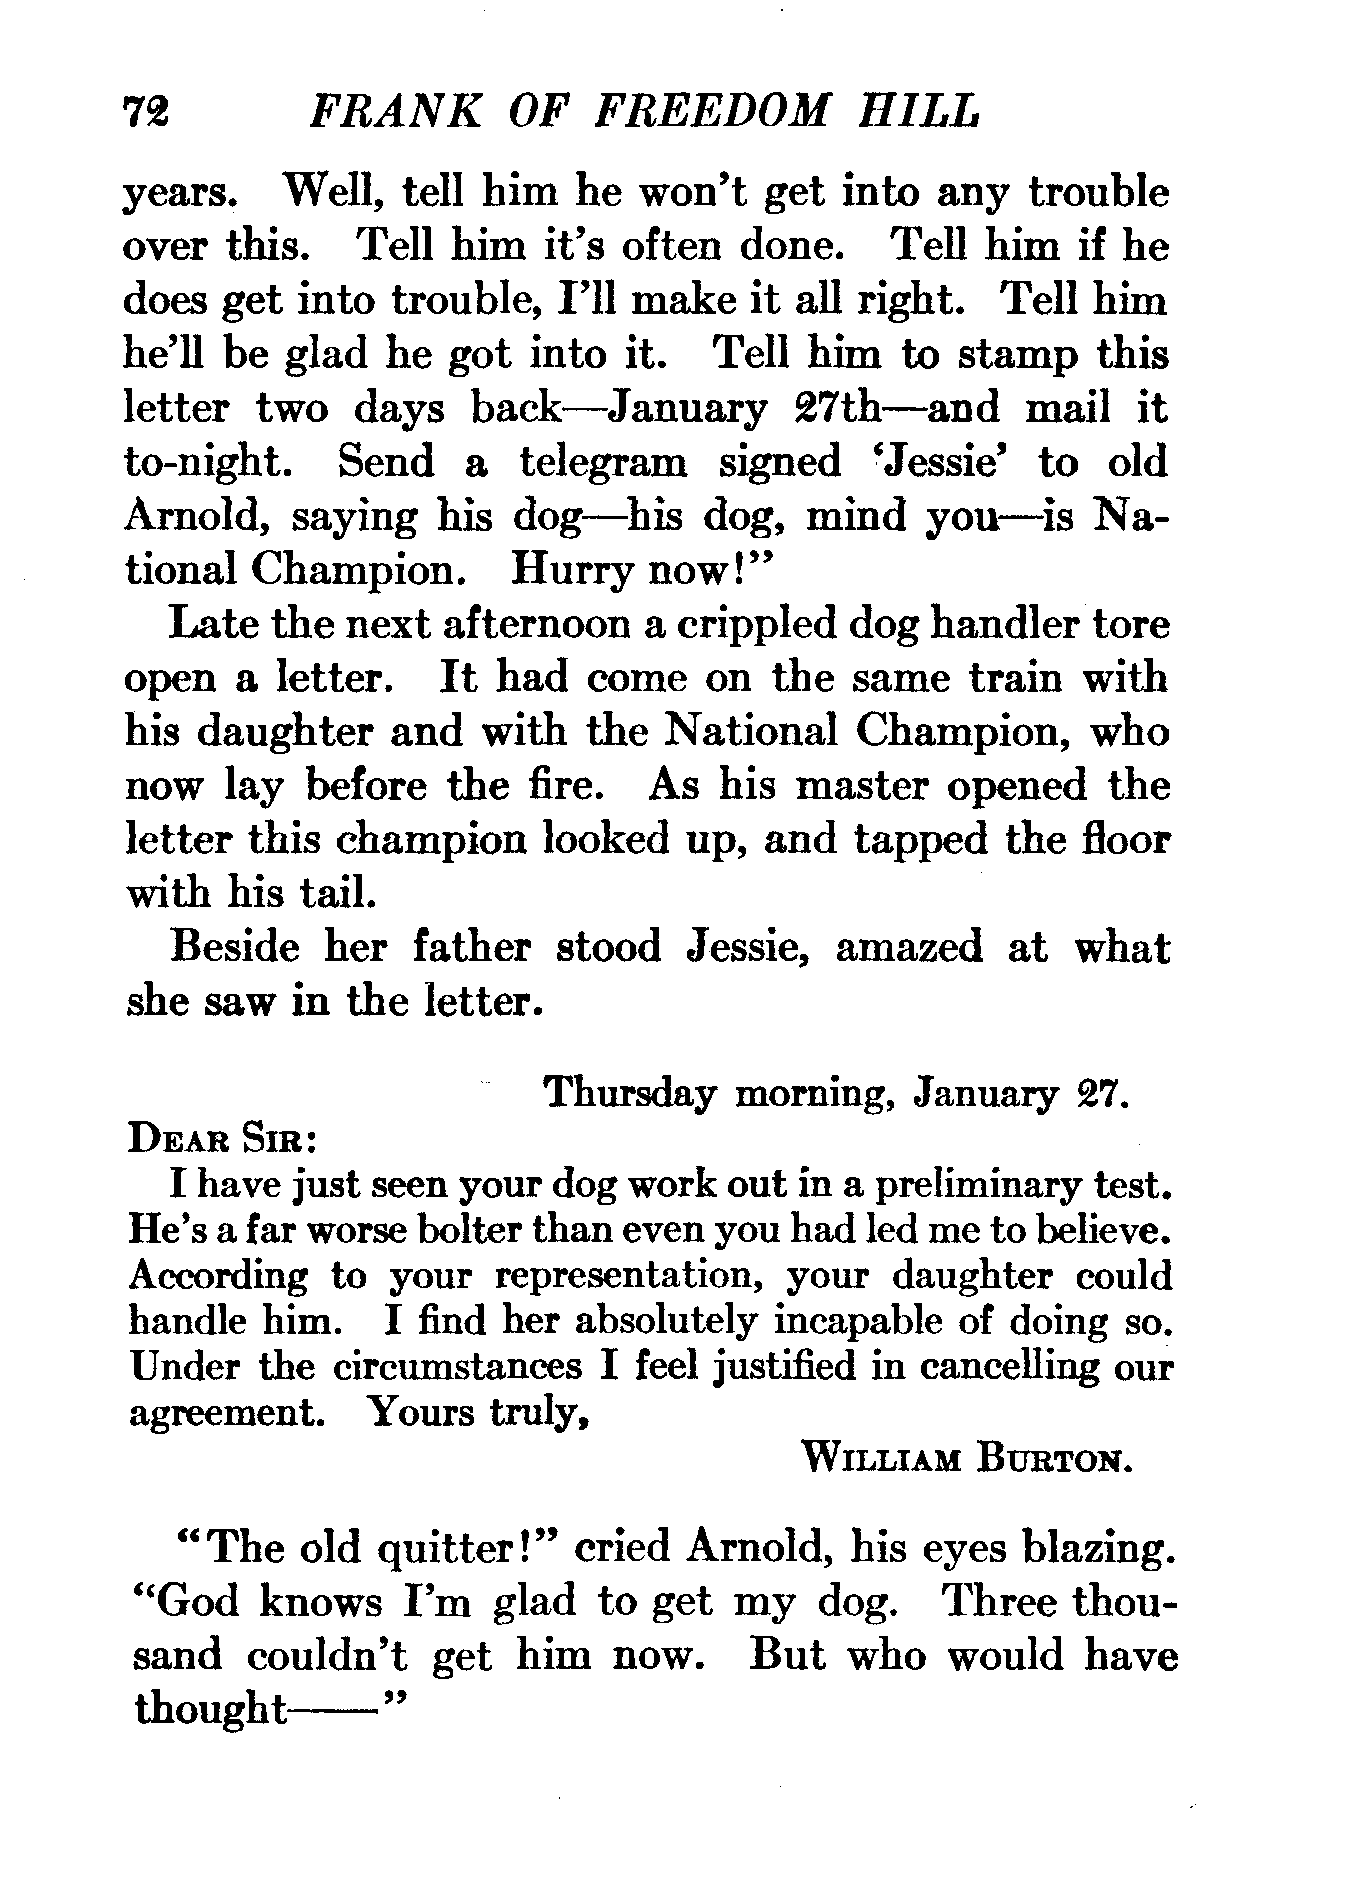 72 FRANK OF FREEDOM HILL
years. Well, tell him he won't get into any trouble
over this. Tell him it's often done. Tell him if he
does get into trouble, I'll make it all right. Tell him
he'll be glad he got into it. Tell him to stamp this
letter two days back—January 27th—and mail it
to-night. Send a telegram signed 'Jessie' to old
Arnold, saying his dog—his dog, mind you—is Na-
tional Champion. Hurry now!"
Late the next afternoon a crippled dog handler tore
open a letter. It had come on the same train with
his daughter and with the National Champion, who
now lay before the fire. As his master opened the
letter this champion looked up, and tapped the floor
with his tail.
Beside her father stood Jessie, amazed at what
she saw in the letter.
Thursday morning, January 27.
DEAR SIR:
I have just seen your dog work out in a preliminary test.
He's a far worse bolter than even you had led me to believe.
According to your representation, your daughter could
handle him. I find her absolutely incapable of doing so.
Under the circumstances I feel justified in cancelling our
agreement. Yours truly,
WILLIAM BURTON.
"The old quitter!" cried Arnold, his eyes blazing.
"God knows I'm glad to get my dog. Three thou-
sand couldn't get him now. But who would have
thought——"